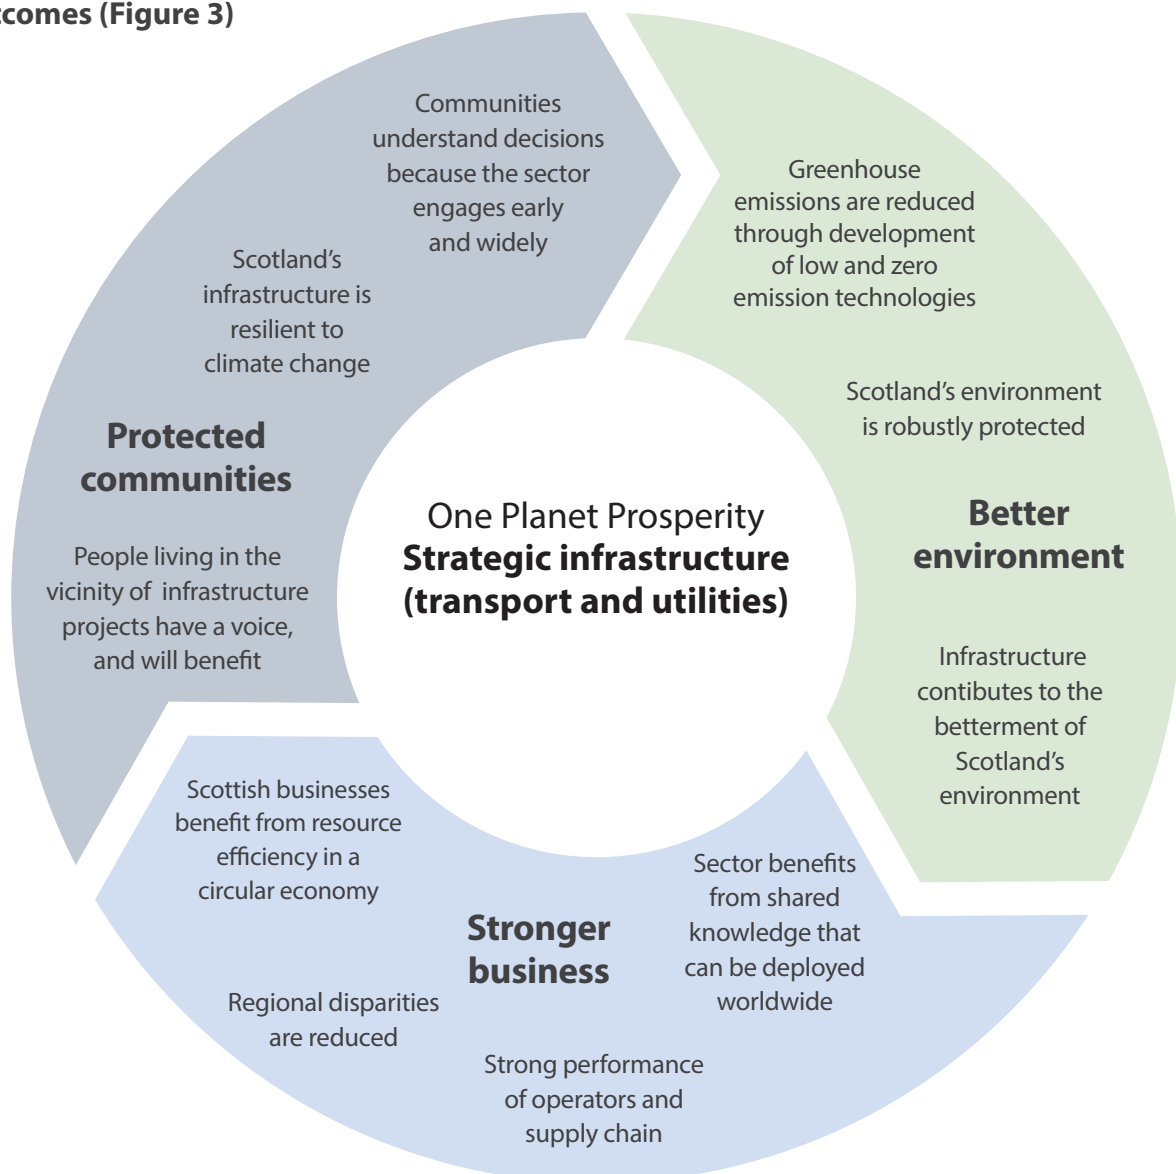 tcomes (Figure 3)
Communities
understand decisions
because the sector
engages early
and widely
Scotland’s
infrastructure is
resilient to
climate change
Protected
communities
People living in the
vicinity of infrastructure
projects have a voice,
and will benefit
Greenhouse
emissions are reduced
through development
of low and zero
emission technologies
Scotland’s environment
is robustly protected
Better
environment
Infrastructure
contibutes to the
betterment of
Scotland’s
environment
One Planet Prosperity
Strategic infrastructure
(transport and utilities)
Scottish businesses
benefit from resource
efficiency in a
circular economy
Stronger
business
Sector benefits
from shared
knowledge that
can be deployed
worldwide
Regional disparities
are reduced
Strong performance
of operators and
supply chain